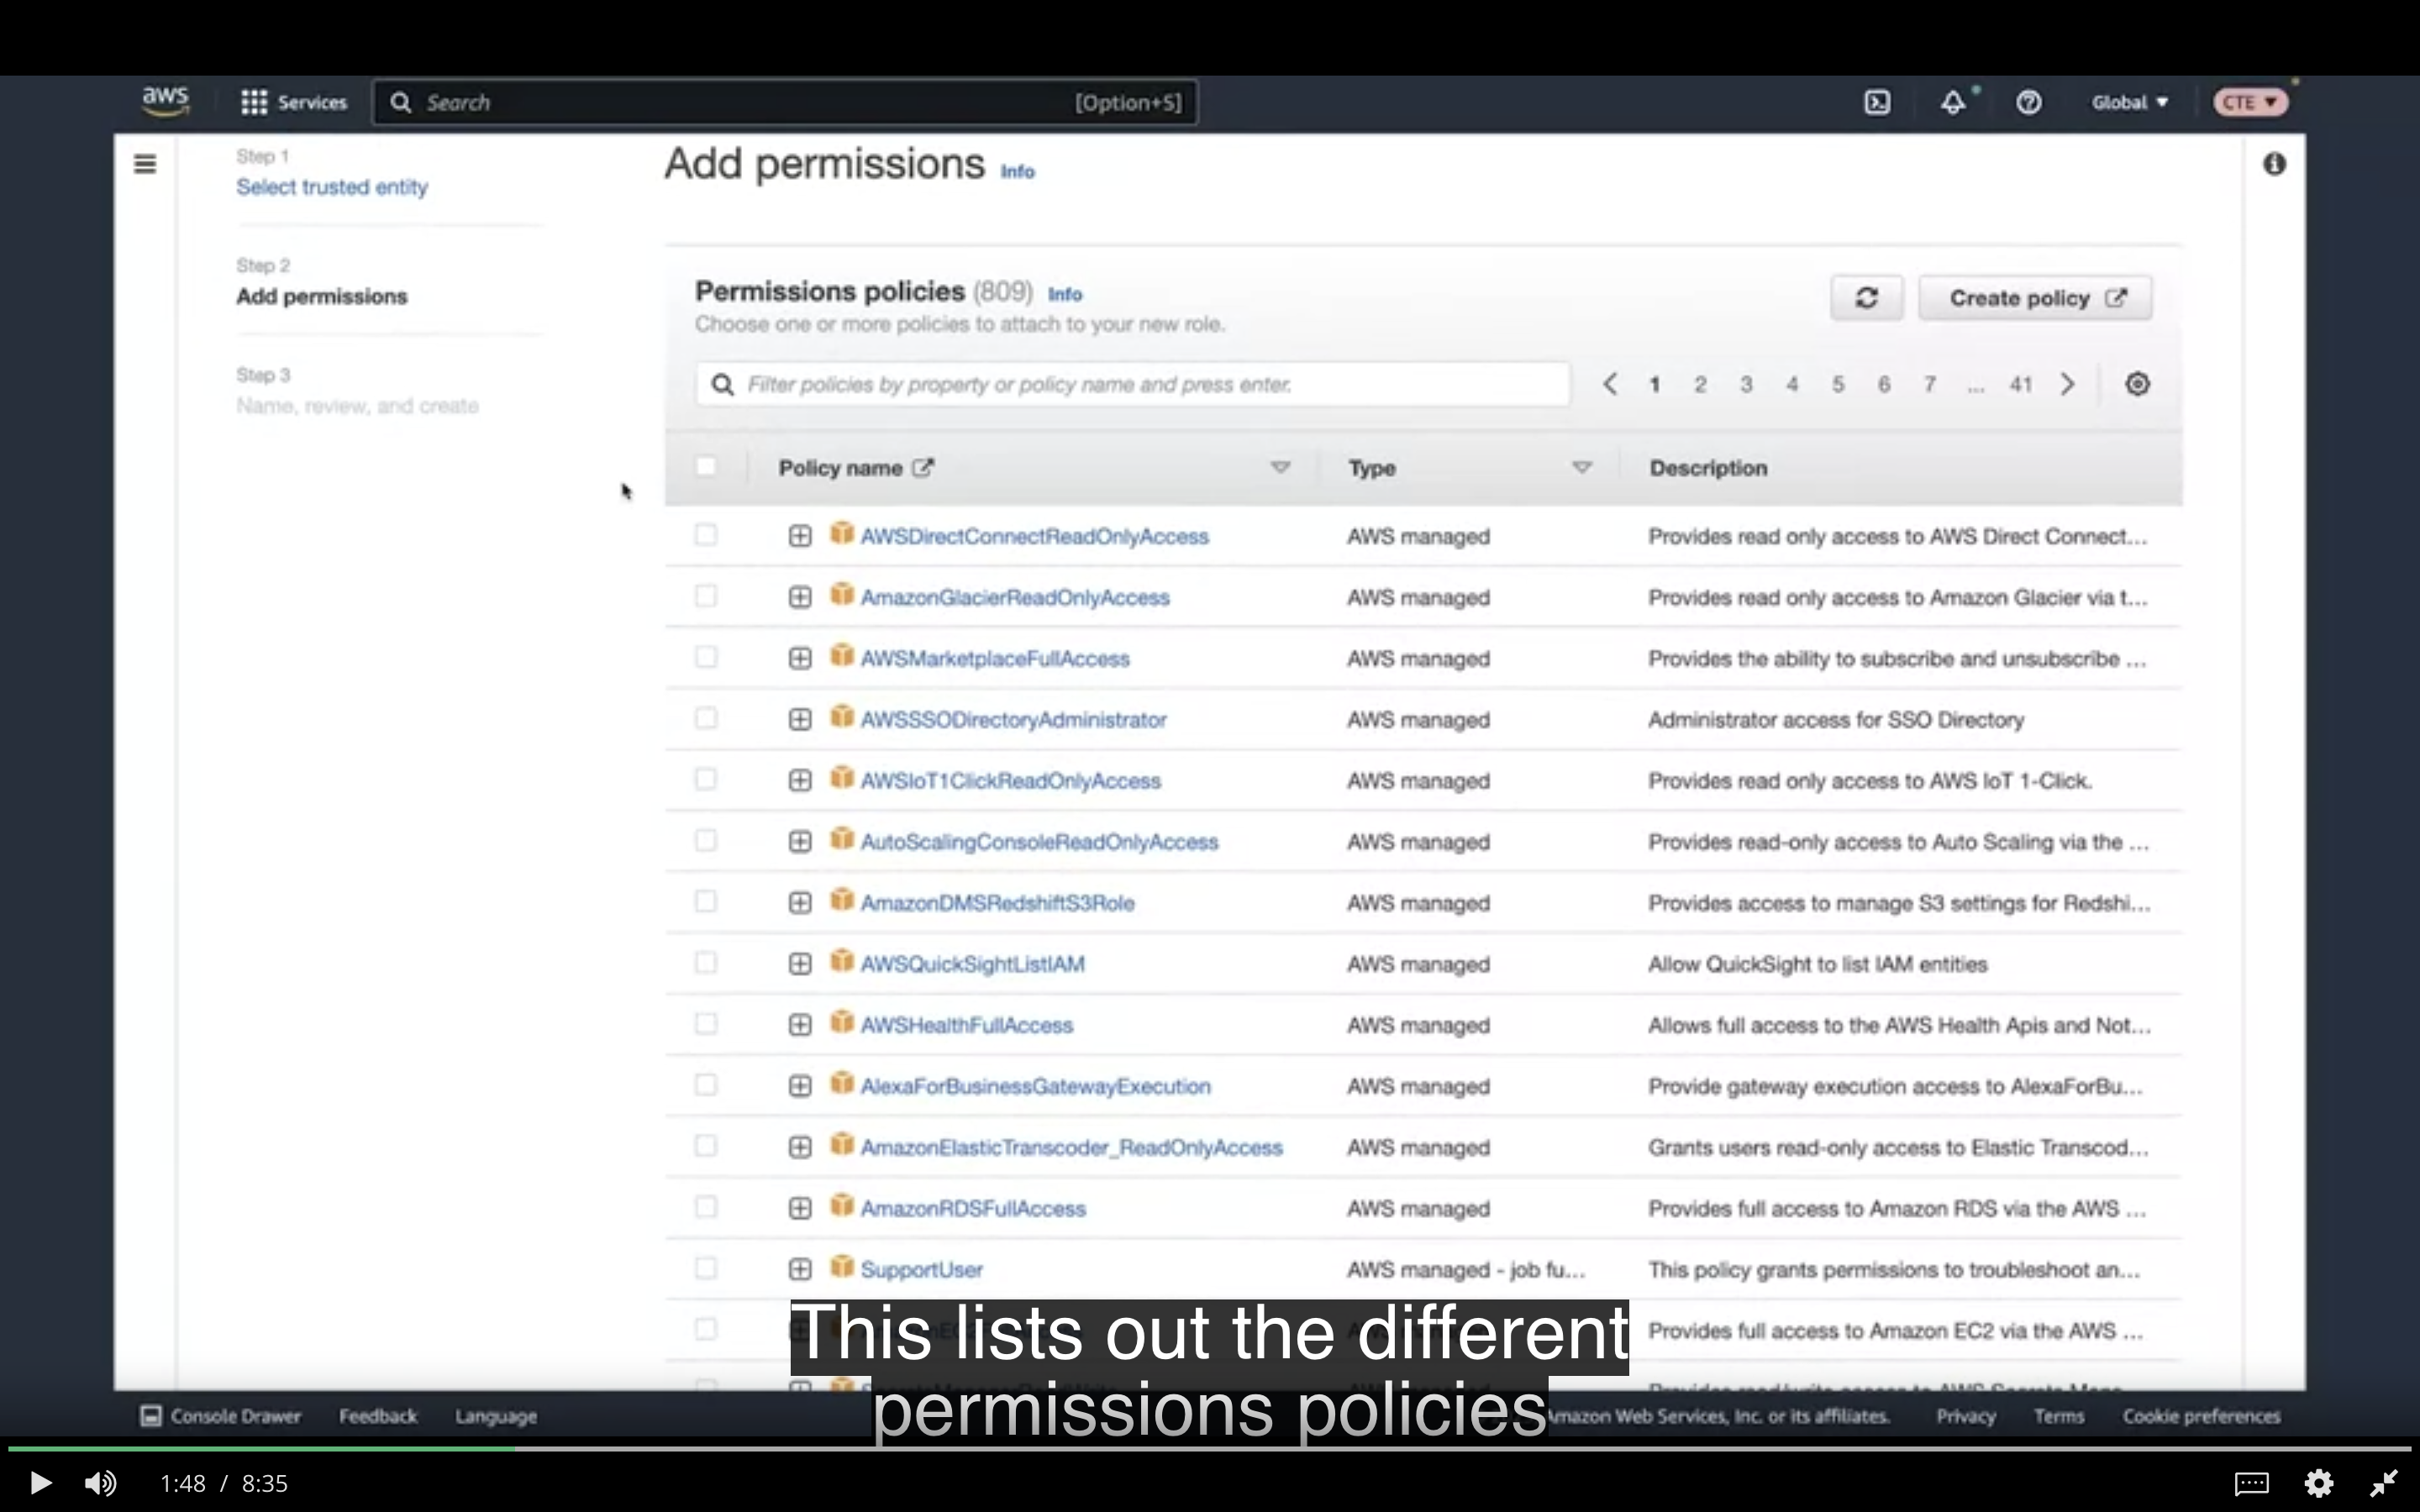 aws
Services
Search
[Option+S]
Global
CTE
Step 1
Select trusted entity
Step 2
Add permissions
Step 3
Name, review, and create
Add permissions Info
Permissions policies (809) Info
Choose one or more policies to attach to your new role.
Create policy
Filter policies by property or policy name and press enter.
1 2 3 4 5 6 7 ... 41
Policy name Type Description
AWSDirectConnectReadOnlyAccess AWS managed Provides read only access to AWS Direct Connect...
AmazonGlacierReadOnlyAccess AWS managed Provides read only access to Amazon Glacier via t...
AWSMarketplaceFullAccess AWS managed Provides the ability to subscribe and unsubscribe ...
AWSSSODirectoryAdministrator AWS managed Administrator access for SSO Directory
AWSIoT1ClickReadOnlyAccess AWS managed Provides read only access to AWS IoT 1-Click.
AutoScalingConsoleReadOnlyAccess AWS managed Provides read-only access to Auto Scaling via the ...
AmazonDMSRedshiftS3Role AWS managed Provides access to manage S3 settings for Redshi...
AWSQuickSightListIAM AWS managed Allow QuickSight to list IAM entities
AWSHealthFullAccess AWS managed Allows full access to the AWS Health Apis and Not...
AlexaForBusinessGatewayExecution AWS managed Provide gateway execution access to AlexaForBu...
AmazonElasticTranscoder_ReadOnlyAccess AWS managed Grants users read-only access to Elastic Transcod...
AmazonRDSFullAccess AWS managed Provides full access to Amazon RDS via the AWS ...
SupportUser AWS managed - job fu... This policy grants permissions to troubleshoot an...
Provides full access to Amazon EC2 via the AWS ...
This lists out the different
permissions policies
Console Drawer Feedback Language
Amazon Web Services, Inc. or its affiliates. Privacy Terms Cookie preferences
1:48 / 8:35